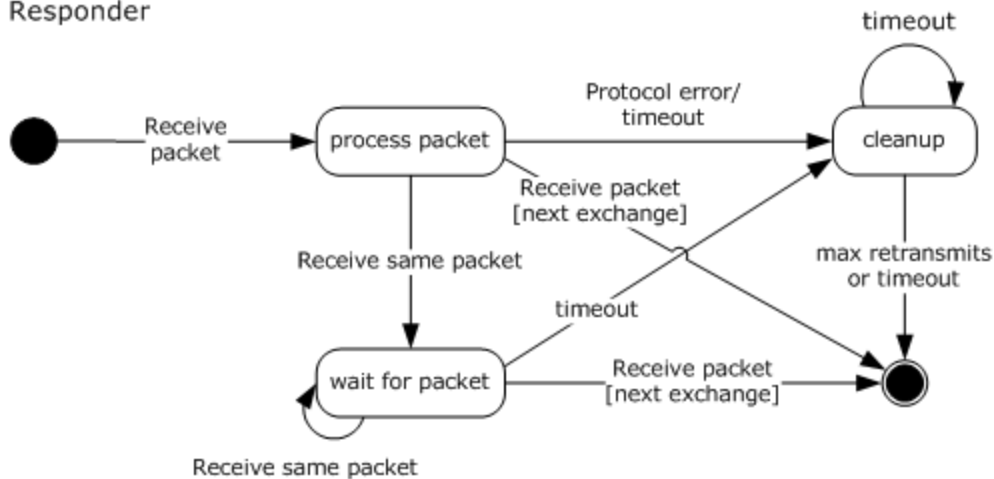 Responder
timeout
Protocol error/
timeout
Receive
packet
process packet
cleanup
Receive packet
[next exchange]
Receive same packet
max retransmits
or timeout
timeout
wait for packet
Receive packet
[next exchange]
Receive same packet